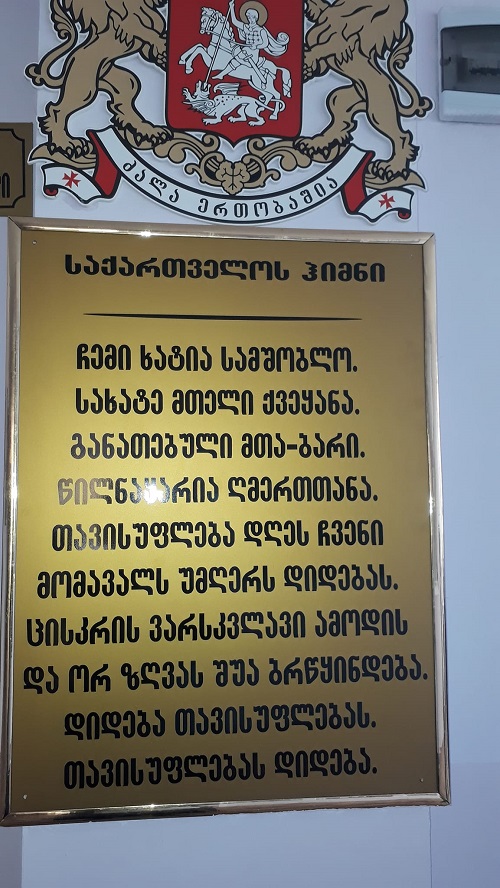 ძალა ერთობაშია
საქართველოს ჰიმნი
ჩემი ხატია სამშობლო.
სახატე მთელი ქვეყანა.
განათებული მთა-ბარი.
წილნაყარია ღმერთთანა.
თავისუფლება დღეს ჩვენი
მომავალს უმღერს დიდებას.
ცისკრის ვარსკვლავი ამოდის
და ორ ზღვას შუა ბრწყინდება.
დიდება თავისუფლებას.
თავისუფლებას დიდება.